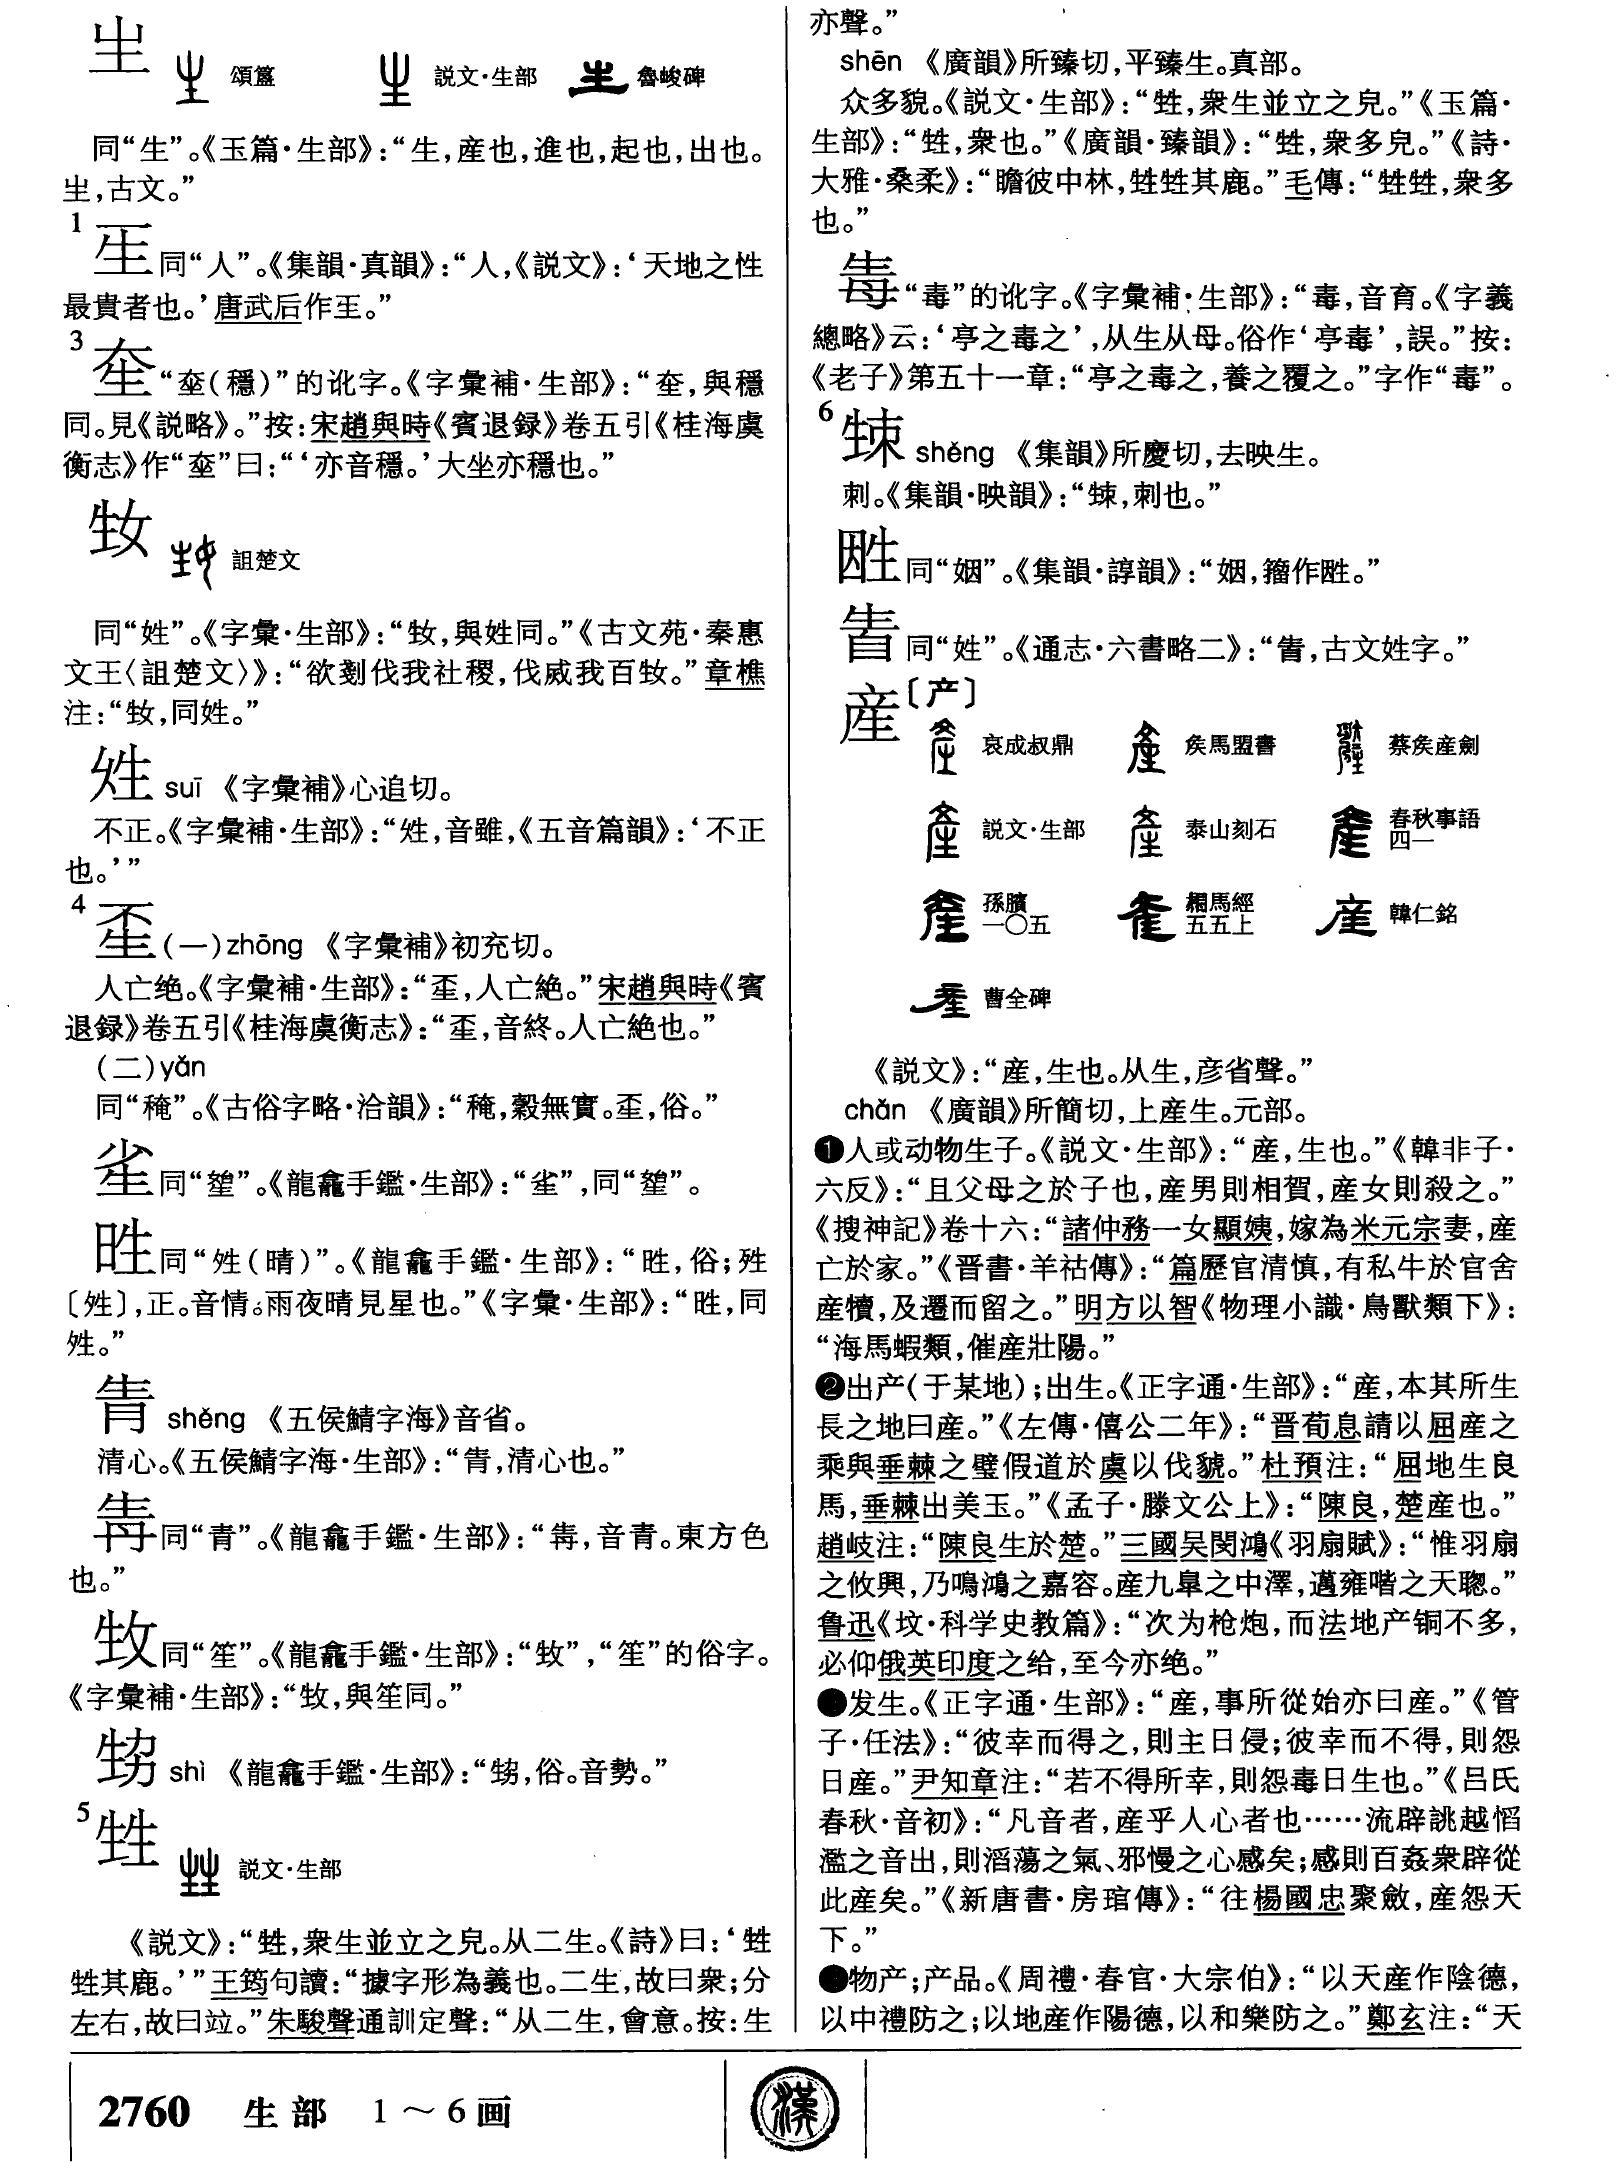 𤯓 頌簋 説文·生部 魯峻碑
同“生”。《玉篇·生部》：“生，産也，進也，起也，出也。
𤯓，古文。”
1
𤯔同“人”。《集韻·真韻》：“人，《説文》：‘天地之性
最貴者也。’唐武后作𤯔。”
3
“𡘙（穩）”的讹字。《字彙補·生部》：“，與穩
同。見《説略》。”按：宋趙與時《賓退録》卷五引《桂海虞
衡志》作“”曰：“‘亦音穩。’大坐亦穩也。”
詛楚文
同“姓”。《字彙·生部》：“，與姓同。”《古文苑·秦惠
文王〈詛楚文〉》：“欲剗伐我社稷，伐威我百。”章樵
注：“，同姓。”
suī 《字彙補》心追切。
不正。《字彙補·生部》：“，音雖，《五音篇韻》：‘不正
也。’”
4
（一）zhōng 《字彙補》初充切。
人亡绝。《字彙補·生部》：“，人亡絶。”宋趙與時《賓
退録》卷五引《桂海虞衡志》：“，音終。人亡絶也。”
（二）yǎn
同“䅖”。《古俗字略·洽韻》：“，穀無實。，俗。”
同“”。《龍龕手鑑·生部》：“”，同“”。
同“夝（晴）”。《龍龕手鑑·生部》：“，俗；
〔夝〕，正。音情。雨夜晴見星也。”《字彙·生部》：“，同
夝。”
shěng 《五侯鯖字海》音省。
清心。《五侯鯖字海·生部》：“，清心也。”
同“青”。《龍龕手鑑·生部》：“，音青。東方色
也。”
同“笙”。《龍龕手鑑·生部》：“”，“笙”的俗字。
《字彙補·生部》：“，與笙同。”
shì 《龍龕手鑑·生部》：“，俗。音勢。”
5
甡 説文·生部
《説文》：“甡，衆生並立之皃。从二生。《詩》曰：‘甡
甡其鹿。’”王筠句讀：“據字形為義也。二生，故曰衆；分
左右，故曰竝。”朱駿聲通訓定聲：“从二生，會意。按：生
亦聲。”
shēn 《廣韻》所臻切，平臻生。真部。
众多貌。《説文·生部》：“甡，衆生並立之皃。”《玉篇·
生部》：“甡，衆也。”《廣韻·臻韻》：“甡，衆多皃。”《詩·
大雅·桑柔》：“瞻彼中林，甡甡其鹿。”毛傳：“甡甡，衆多
也。”
“毒”的讹字。《字彙補·生部》：“，音育。《字義
總略》云：‘亭之之’，从生从母。俗作‘亭毒’，誤。”按：
《老子》第五十一章：“亭之毒之，養之覆之。”字作“毒”。
6
shěng 《集韻》所慶切，去映生。
刺。《集韻·映韻》：“，刺也。”
同“姻”。《集韻·諄韻》：“姻，籀作。”
同“姓”。《通志·六書略二》：“，古文姓字。”
産〔产〕
哀成叔鼎 矦馬盟書 蔡矦産劍
説文·生部 泰山刻石 春秋事語
四一
孫臏
一〇五 相馬經
五五上 韓仁銘
曹全碑
《説文》：“産，生也。从生，彦省聲。”
chǎn 《廣韻》所簡切，上産生。元部。
❶人或动物生子。《説文·生部》：“産，生也。”《韓非子·
六反》：“且父母之於子也，産男則相賀，産女則殺之。”
《搜神記》卷十六：“諸仲務一女顯姨，嫁為米元宗妻，産
亡於家。”《晋書·羊祜傳》：“篇歷官清慎，有私牛於官舍
産犢，及遷而留之。”明方以智《物理小識·鳥獸類下》：
“海馬蝦類，催産壯陽。”
❷出产（于某地）；出生。《正字通·生部》：“産，本其所生
長之地曰産。”《左傳·僖公二年》：“晋荀息請以屈産之
乘與垂棘之璧假道於虞以伐虢。”杜預注：“屈地生良
馬，垂棘出美玉。”《孟子·滕文公上》：“陳良，楚産也。”
趙岐注：“陳良生於楚。”三國吴閔鴻《羽扇賦》：“惟羽扇
之攸興，乃鳴鴻之嘉容。産九皐之中澤，邁雍喈之天聰。”
鲁迅《坟·科学史教篇》：“次为枪炮，而法地产铜不多，
必仰俄英印度之给，至今亦绝。”
❸发生。《正字通·生部》：“産，事所從始亦曰産。”《管
子·任法》：“彼幸而得之，則主日侵；彼幸而不得，則怨
日産。”尹知章注：“若不得所幸，則怨毒日生也。”《吕氏
春秋·音初》：“凡音者，産乎人心者也……流辟誂越慆
濫之音出，則滔蕩之氣、邪慢之心感矣；感則百姦衆辟從
此産矣。”《新唐書·房琯傳》：“往楊國忠聚斂，産怨天
下。”
❹物产；产品。《周禮·春官·大宗伯》：“以天産作陰德，
以中禮防之；以地産作陽德，以和樂防之。”鄭玄注：“天
2760 生部 1～6画
漢